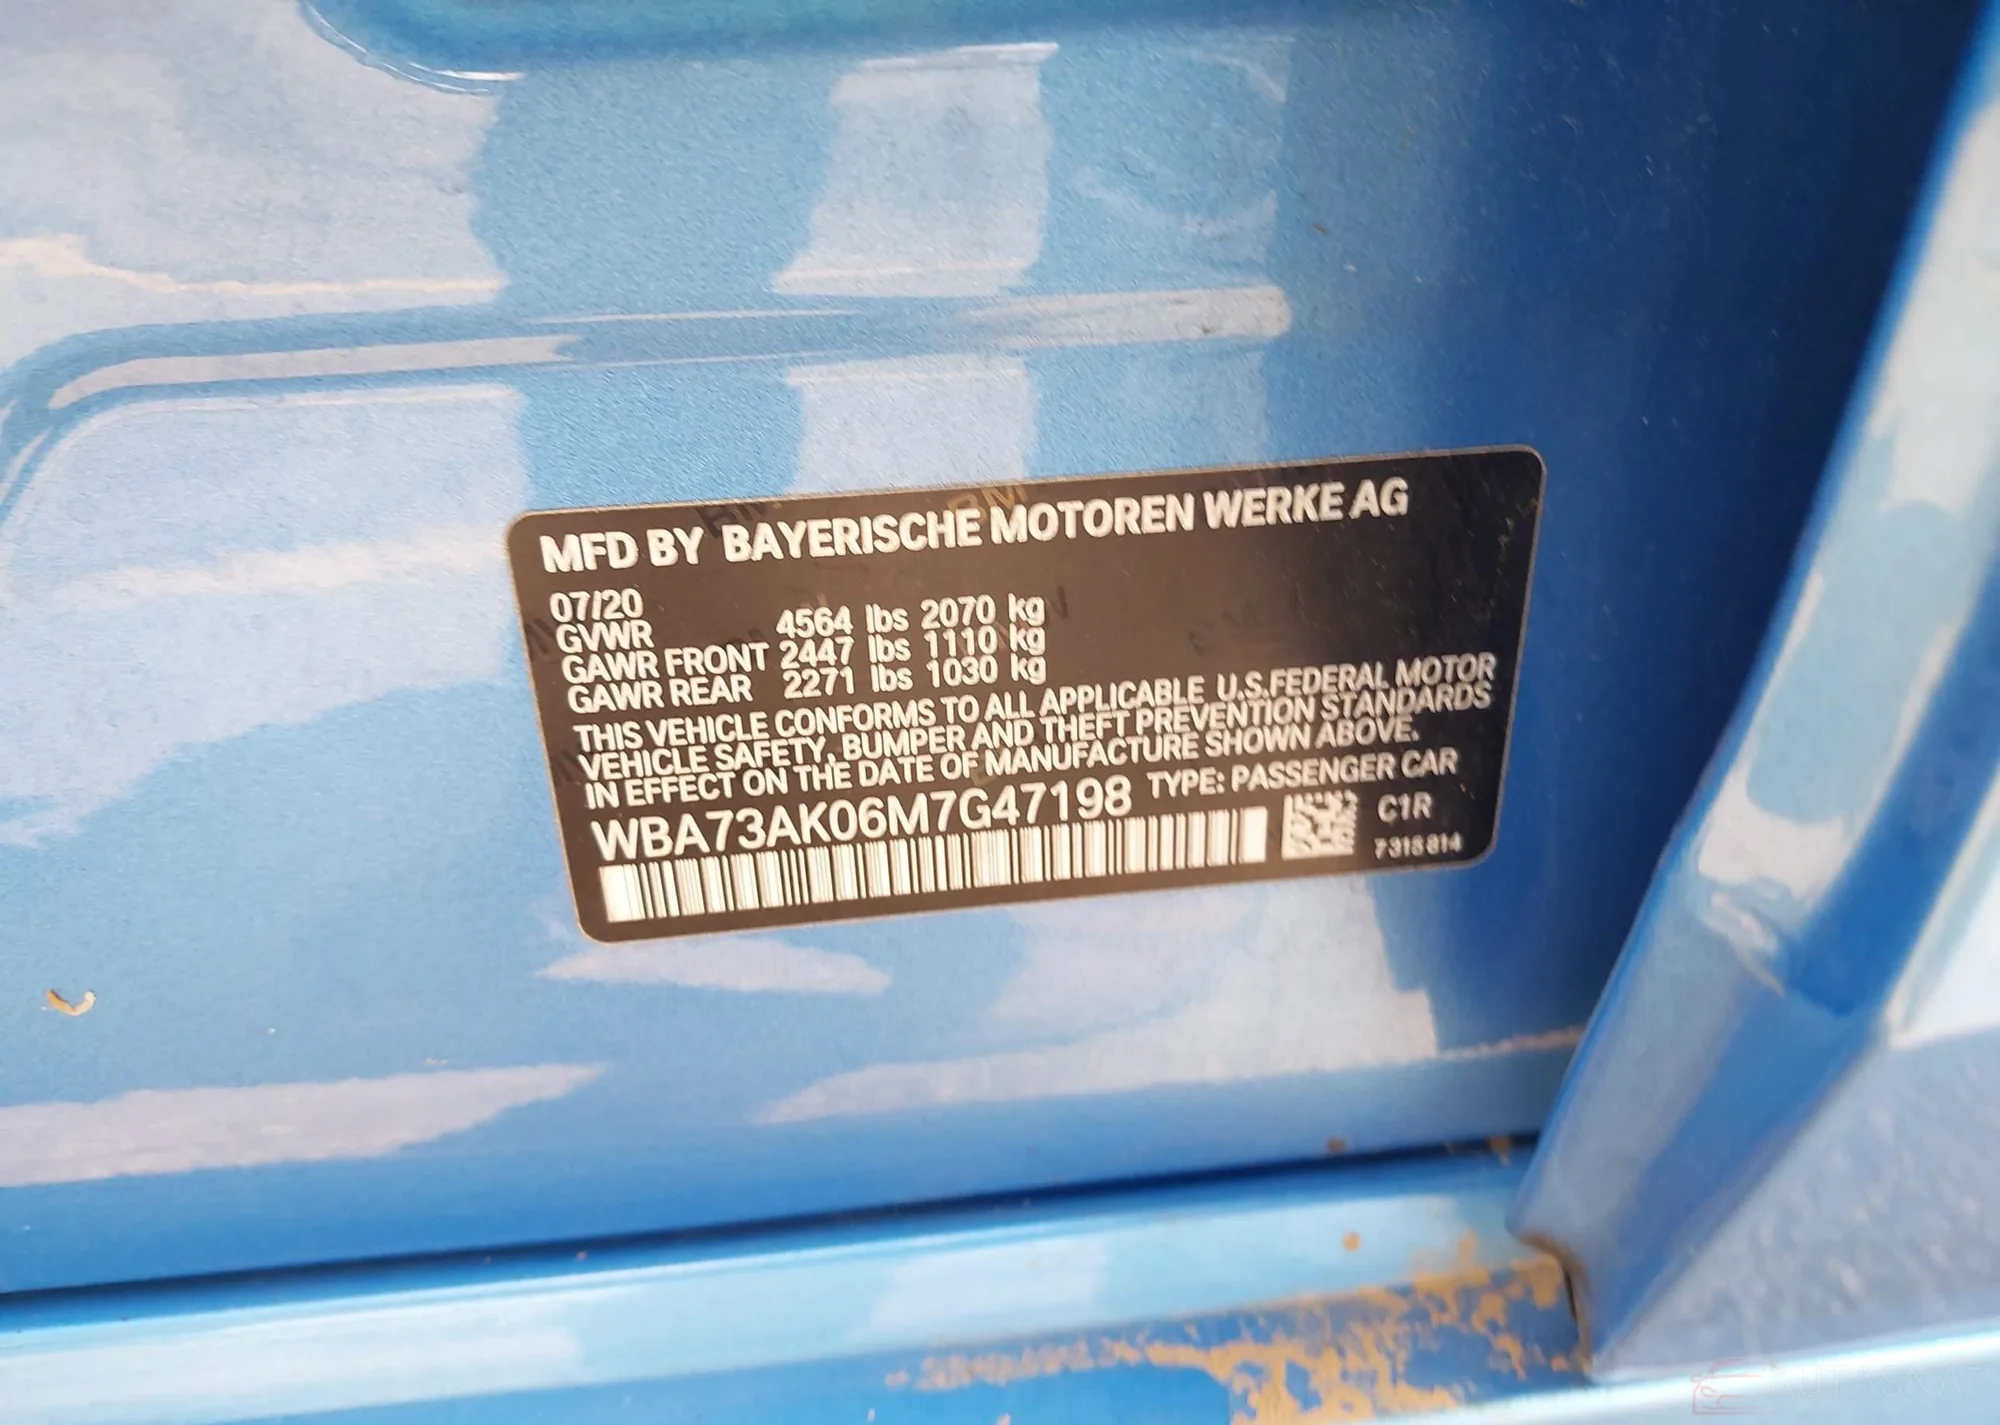 MFD BY BAYERISCHE MOTOREN WERKE AG
07/20
GVWR 4564 lbs 2070 kg
GAWR FRONT 2447 lbs 1110 kg
GAWR REAR 2271 lbs 1030 kg
THIS VEHICLE CONFORMS TO ALL APPLICABLE U.S.FEDERAL MOTOR
VEHICLE SAFETY, BUMPER AND THEFT PREVENTION STANDARDS
IN EFFECT ON THE DATE OF MANUFACTURE SHOWN ABOVE.
WBA73AK06M7G47198 TYPE: PASSENGER CAR
C1R
7318814